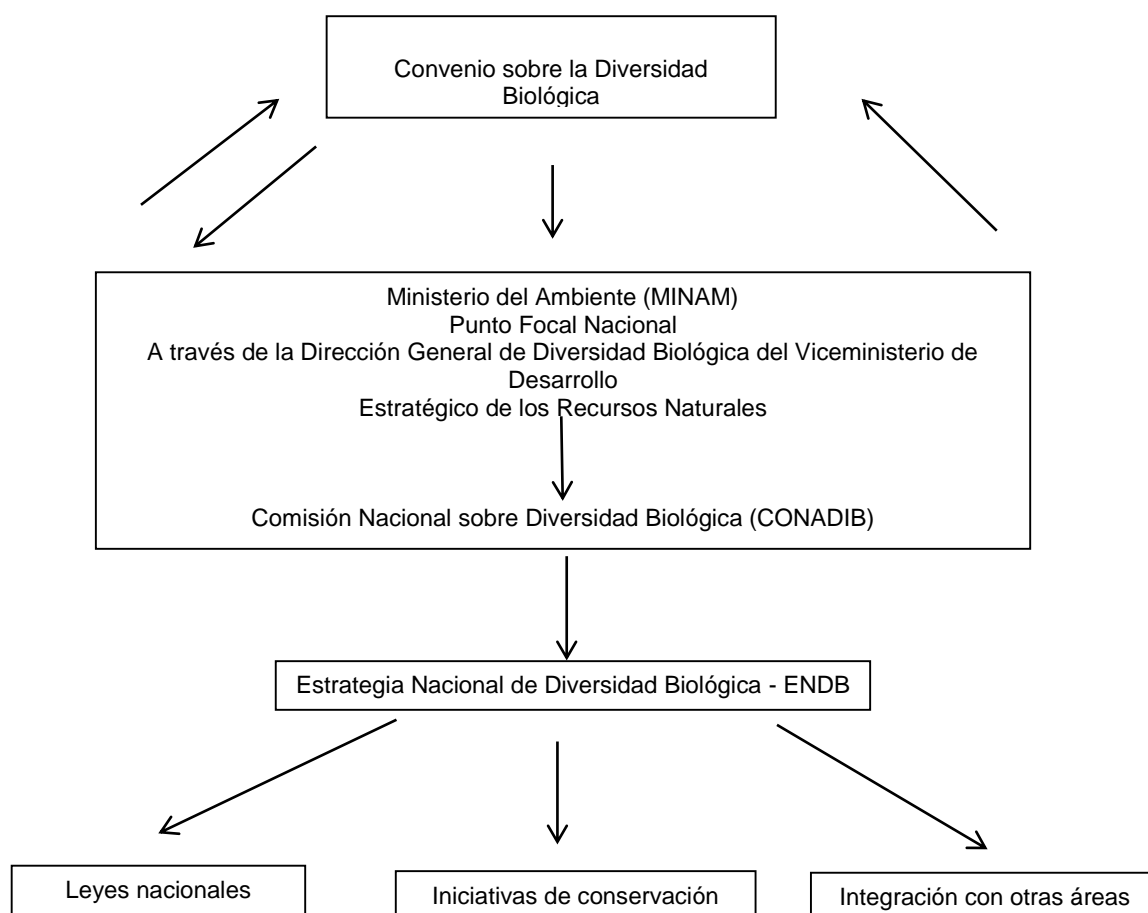 Convenio sobre la Diversidad
Biológica
Ministerio del Ambiente (MINAM)
Punto Focal Nacional
A través de la Dirección General de Diversidad Biológica del Viceministerio de
Desarrollo
Estratégico de los Recursos Naturales
Comisión Nacional sobre Diversidad Biológica (CONADIB)
Estrategia Nacional de Diversidad Biológica - ENDB
Leyes nacionales
Iniciativas de conservación
Integración con otras áreas